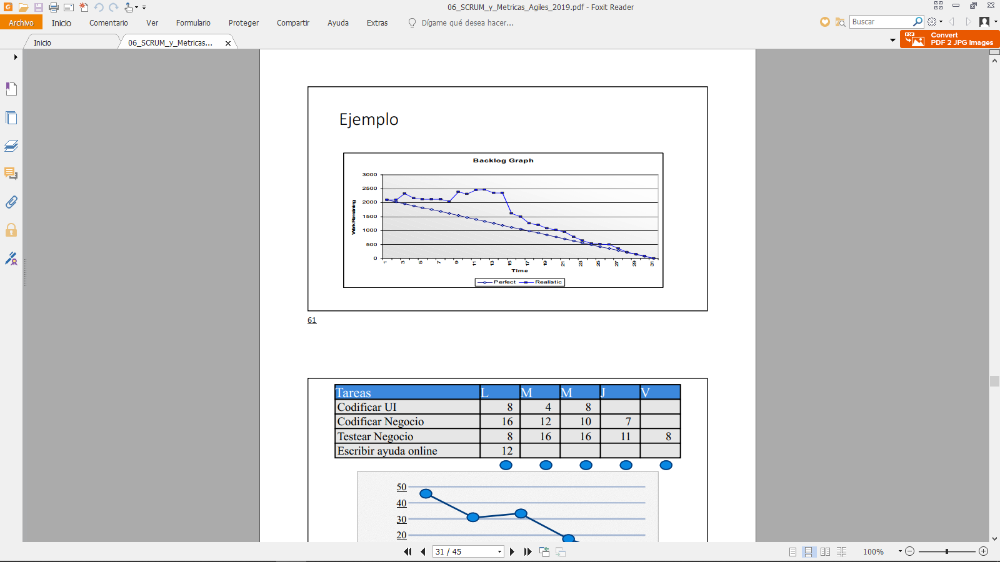 06_SCRUM_y_Metricas_Agiles_2019.pdf - Foxit Reader
Archivo Inicio Comentario Ver Formulario Proteger Compartir Ayuda Extras Dígame qué desea hacer... Buscar
Inicio 06_SCRUM_y_Metricas...
PDF Convert
PDF 2 JPG Images
Ejemplo
Backlog Graph
3000
2500
2000
1500
1000
500
0
Work Remaining
1 3 5 7 9 11 13 15 17 19 21 23 25 27 29 31
Time
Perfect Realistic
61
Tareas L M M J V
Codificar UI 8 4 8
Codificar Negocio 16 12 10 7
Testear Negocio 8 16 16 11 8
Escribir ayuda online 12
50
40
30
20
31 / 45 100%